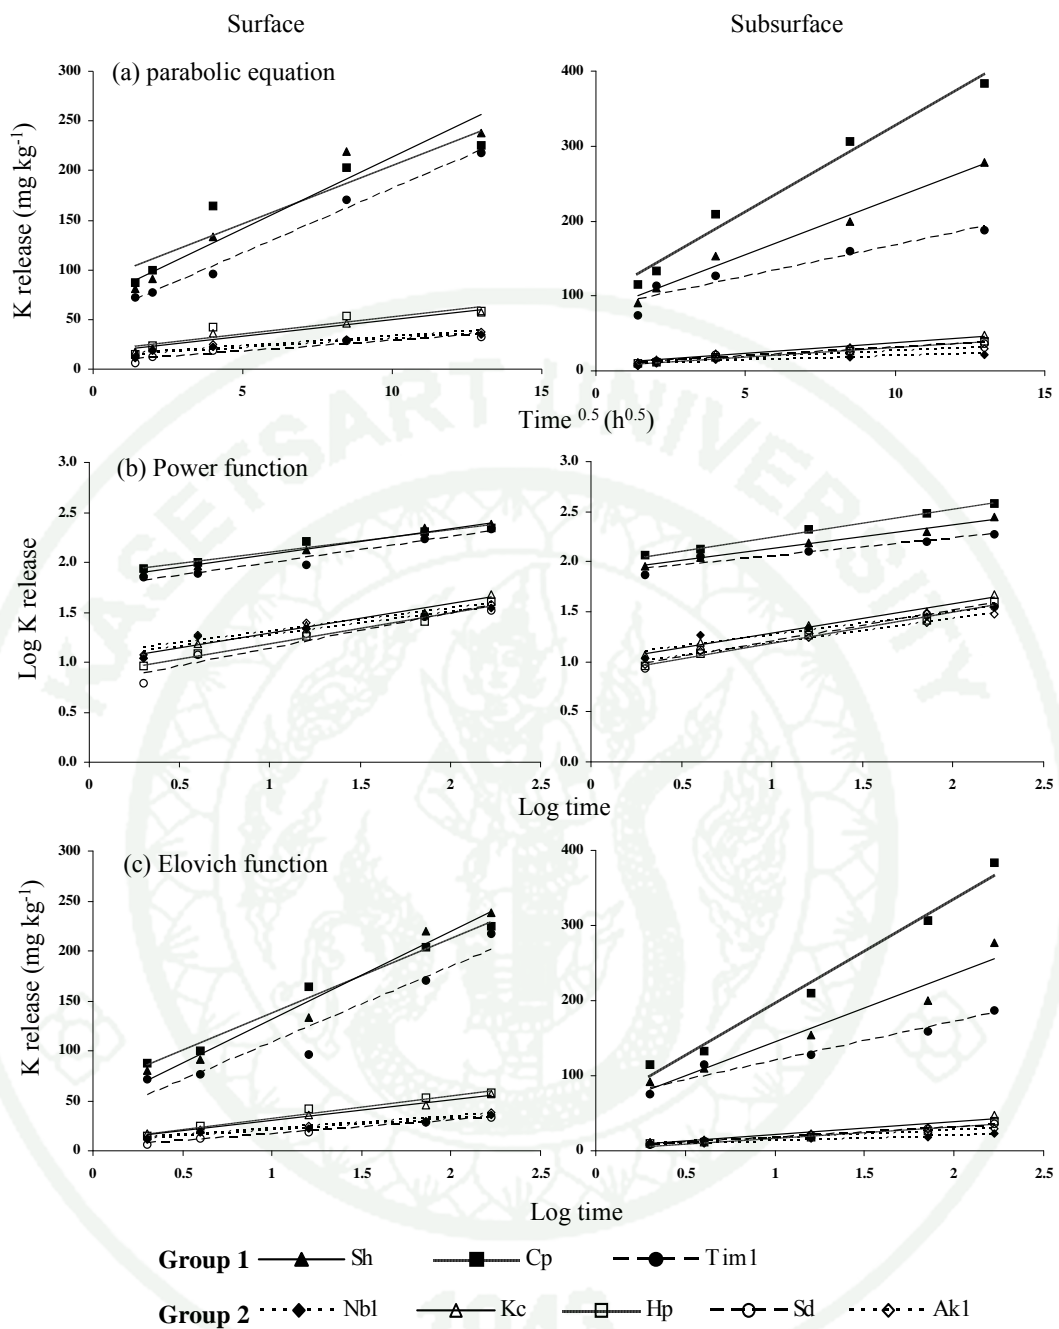 Surface Subsurface
(a) parabolic equation
K release (mg kg-1)
300
250
200
150
100
50
0
0 5 10 15
400
300
200
100
0
0 5 10 15
Time 0.5 (h0.5)
(b) Power function
Log K release
3.0
2.5
2.0
1.5
1.0
0.5
0.0
0 0.5 1 1.5 2 2.5
3.0
2.5
2.0
1.5
1.0
0.5
0.0
0 0.5 1 1.5 2 2.5
Log time
(c) Elovich function
K release (mg kg-1)
300
250
200
150
100
50
0
0 0.5 1 1.5 2 2.5
400
300
200
100
0
0 0.5 1 1.5 2 2.5
Log time
Group 1 Sh Cp Tim1
Group 2 Nb1 Kc Hp Sd Ak1
KASETSART UNIVERSITY
1943